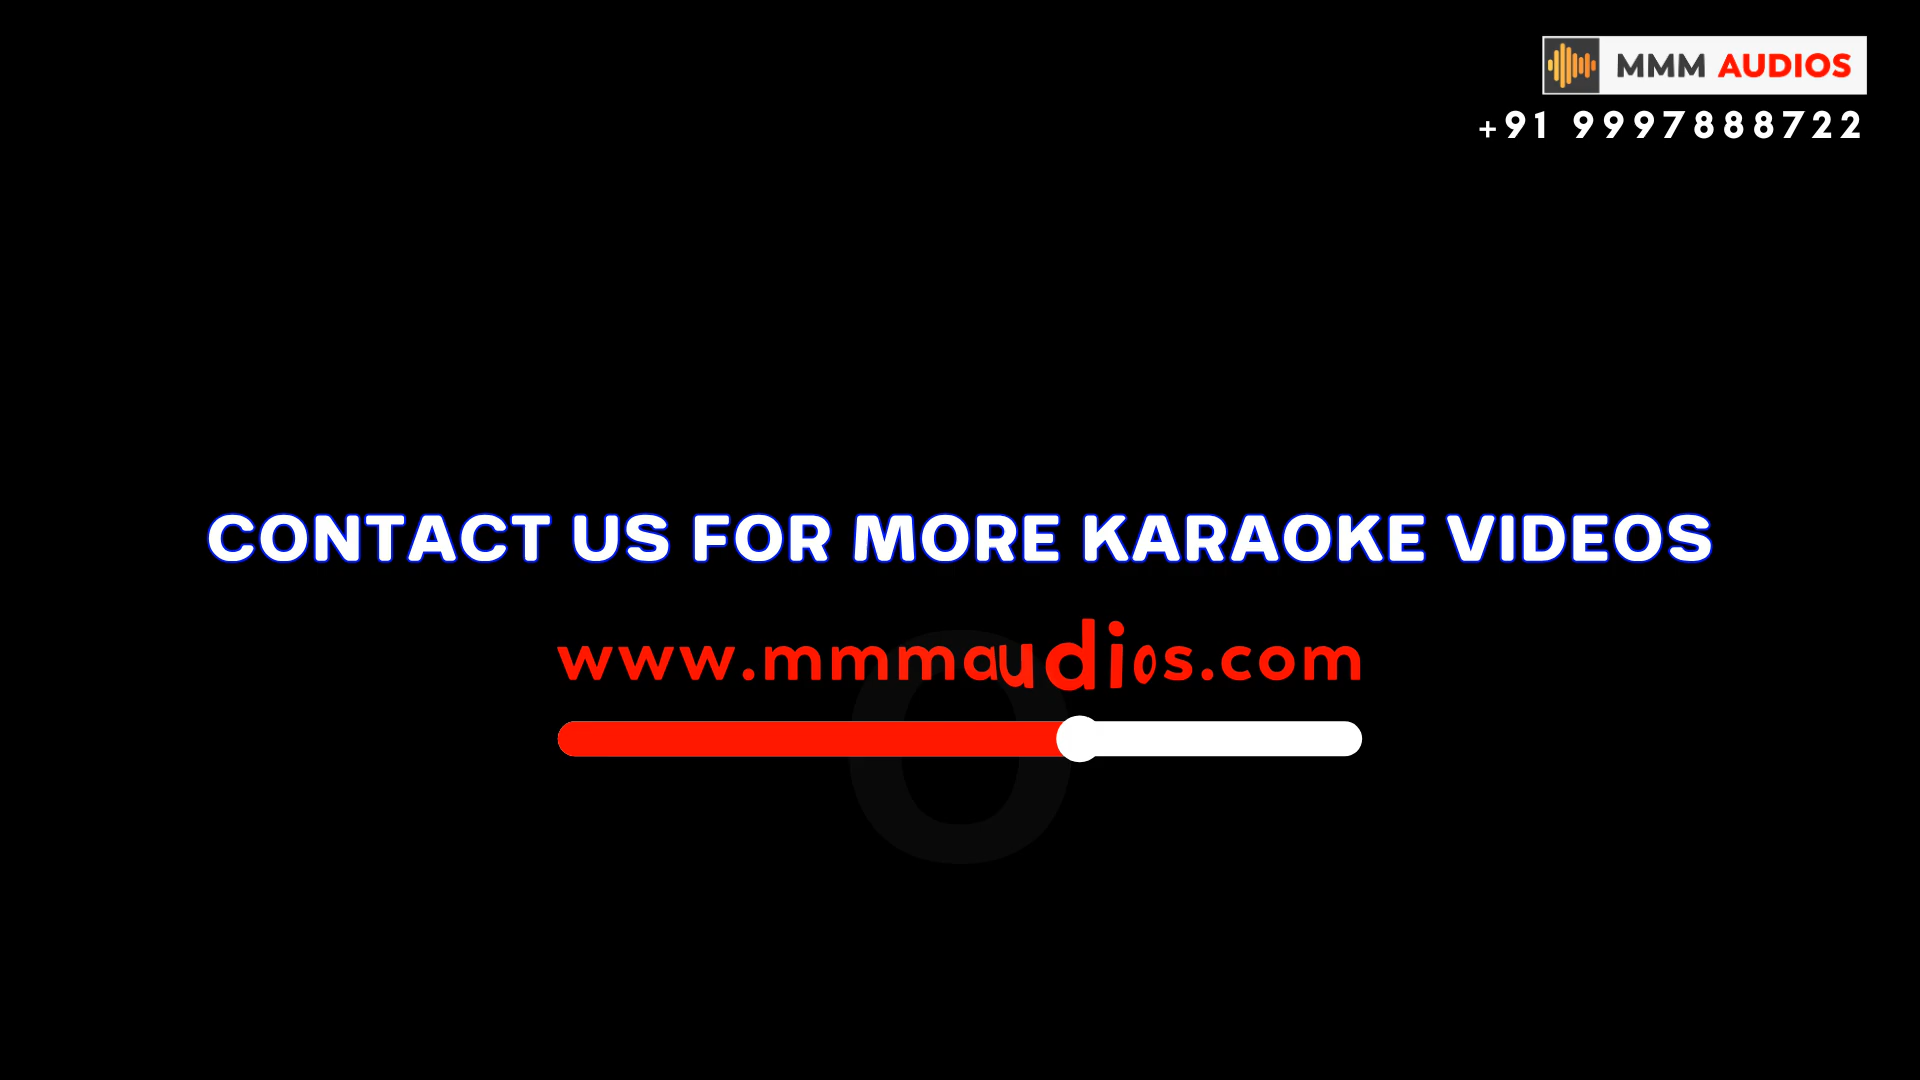 MMM AUDIOS
+91 9997888722
CONTACT US FOR MORE KARAOKE VIDEOS
www.mmmaudios.com